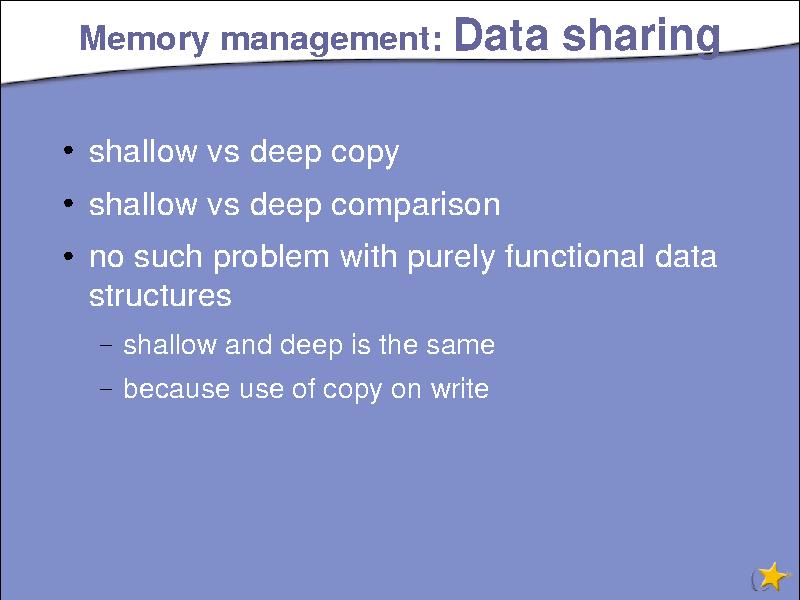 Memory management: Data sharing
• shallow vs deep copy
• shallow vs deep comparison
• no such problem with purely functional data
structures
– shallow and deep is the same
– because use of copy on write